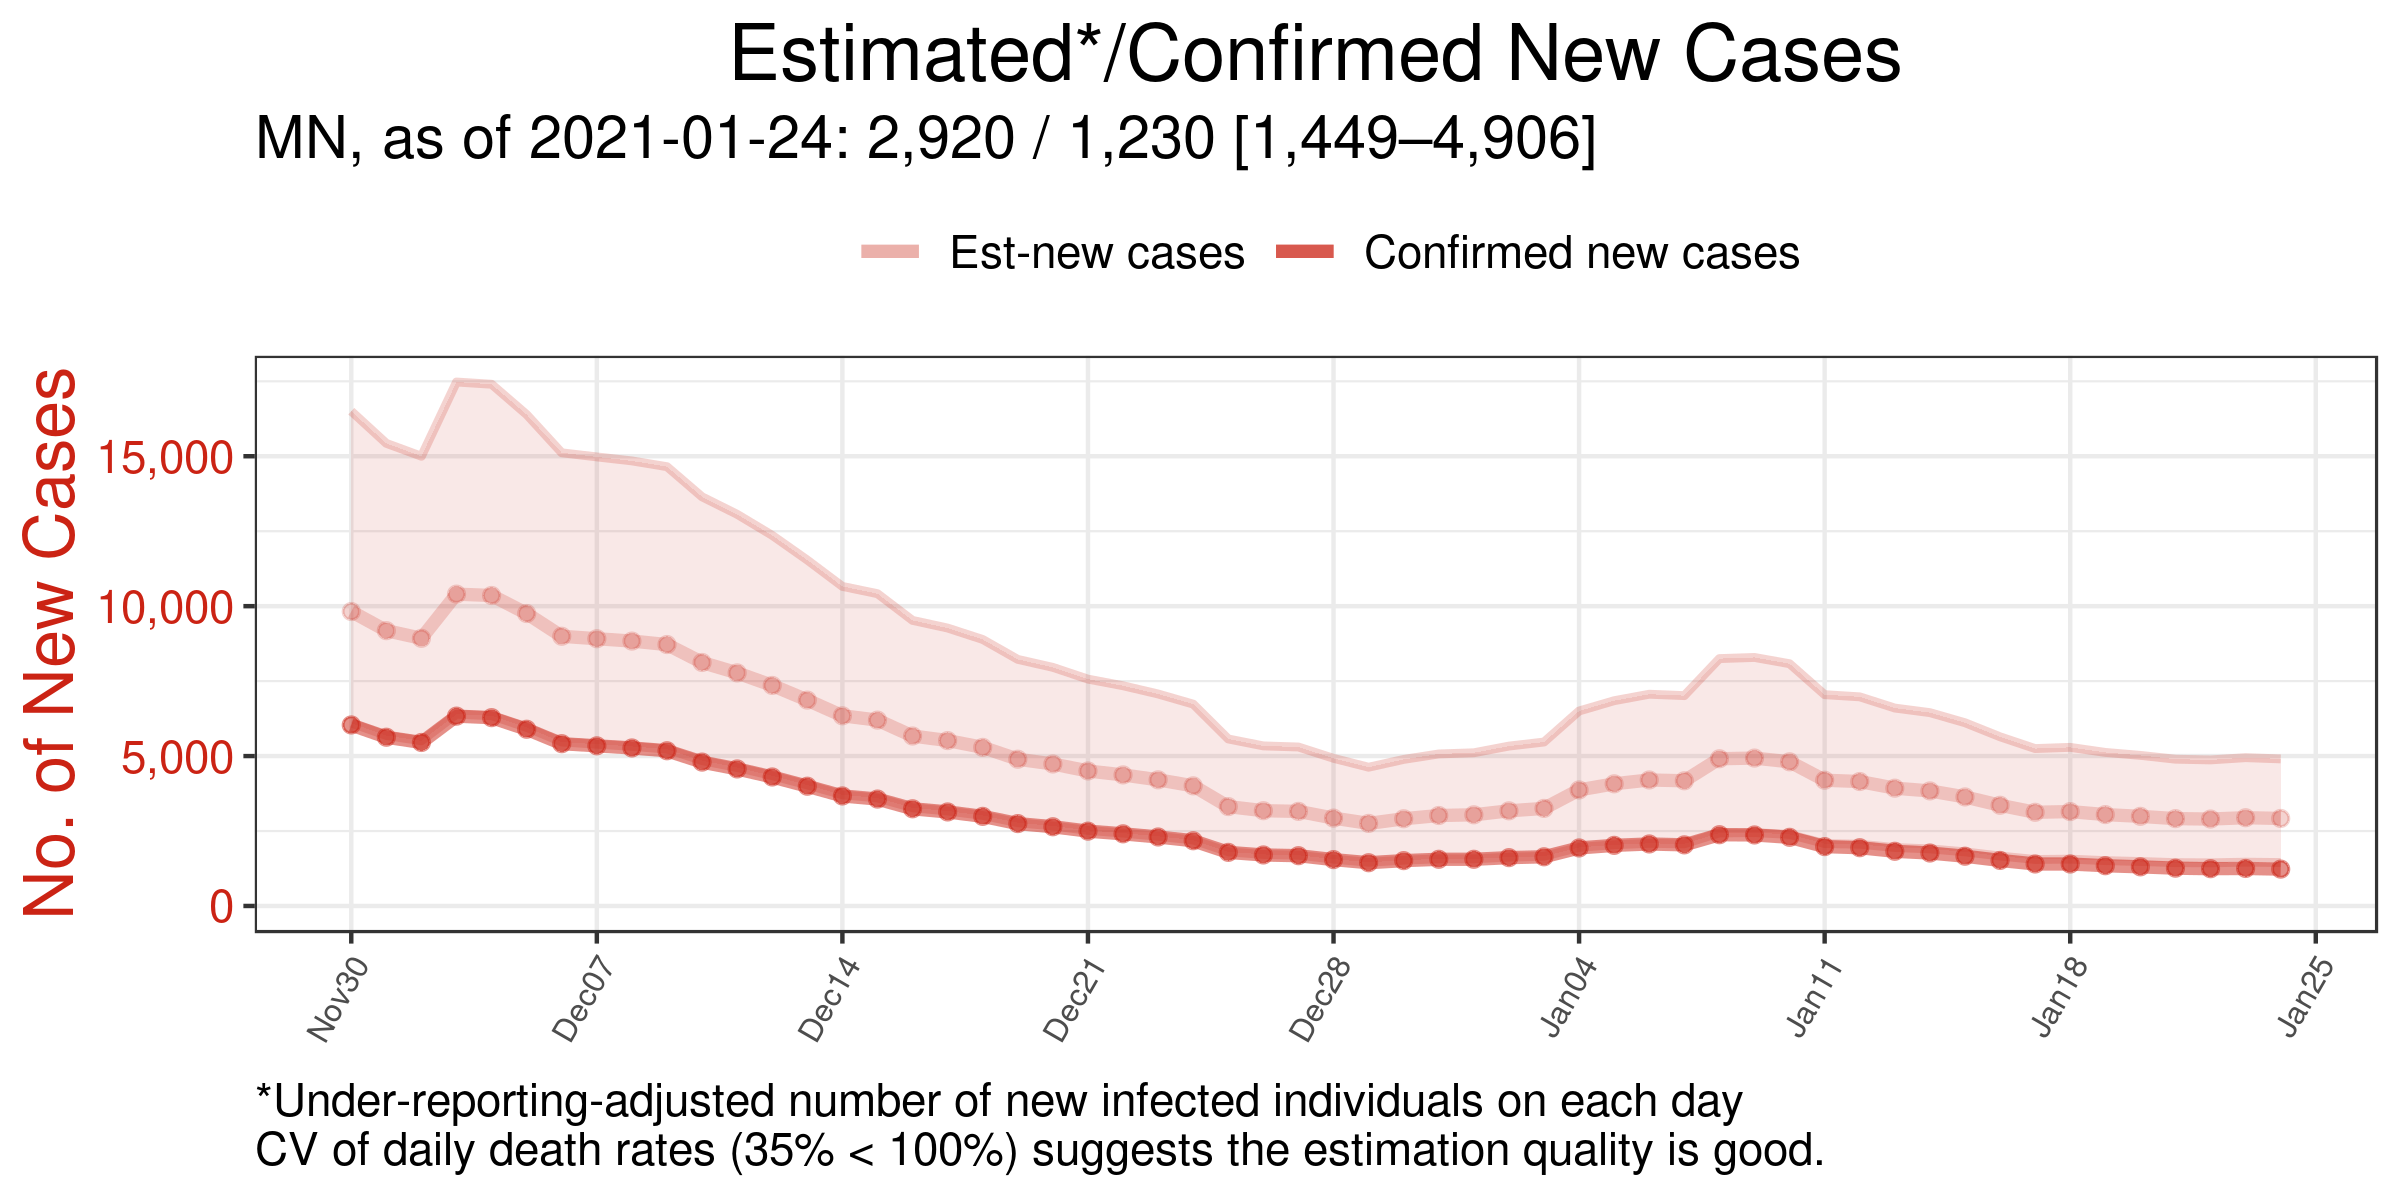 Estimated*/Confirmed New Cases
MN, as of 2021-01-24: 2,920 / 1,230 [1,449–4,906]
Est-new cases
Confirmed new cases
No. of New Cases
15,000
10,000
5,000
0
Nov30
Dec07
Dec14
Dec21
Dec28
Jan04
Jan11
Jan18
Jan25
*Under-reporting-adjusted number of new infected individuals on each day
CV of daily death rates (35% < 100%) suggests the estimation quality is good.